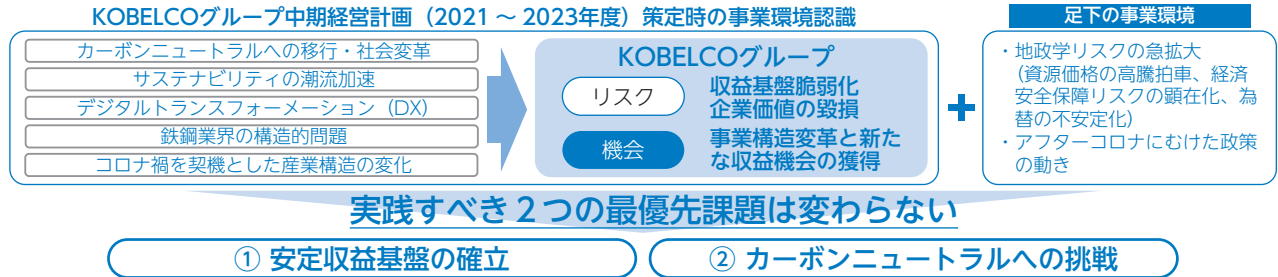 KOBELCOグループ中期経営計画（2021 ～ 2023年度）策定時の事業環境認識
カーボンニュートラルへの移行・社会変革
サステナビリティの潮流加速
デジタルトランスフォーメーション（DX）
鉄鋼業界の構造的問題
コロナ禍を契機とした産業構造の変化
KOBELCOグループ
リスク
収益基盤脆弱化
企業価値の毀損
機会
事業構造変革と新た
な収益機会の獲得
+
足下の事業環境
・地政学リスクの急拡大
（資源価格の高騰拍車、経済
安全保障リスクの顕在化、為
替の不安定化）
・アフターコロナにむけた政策
の動き
実践すべき２つの最優先課題は変わらない
① 安定収益基盤の確立
② カーボンニュートラルへの挑戦